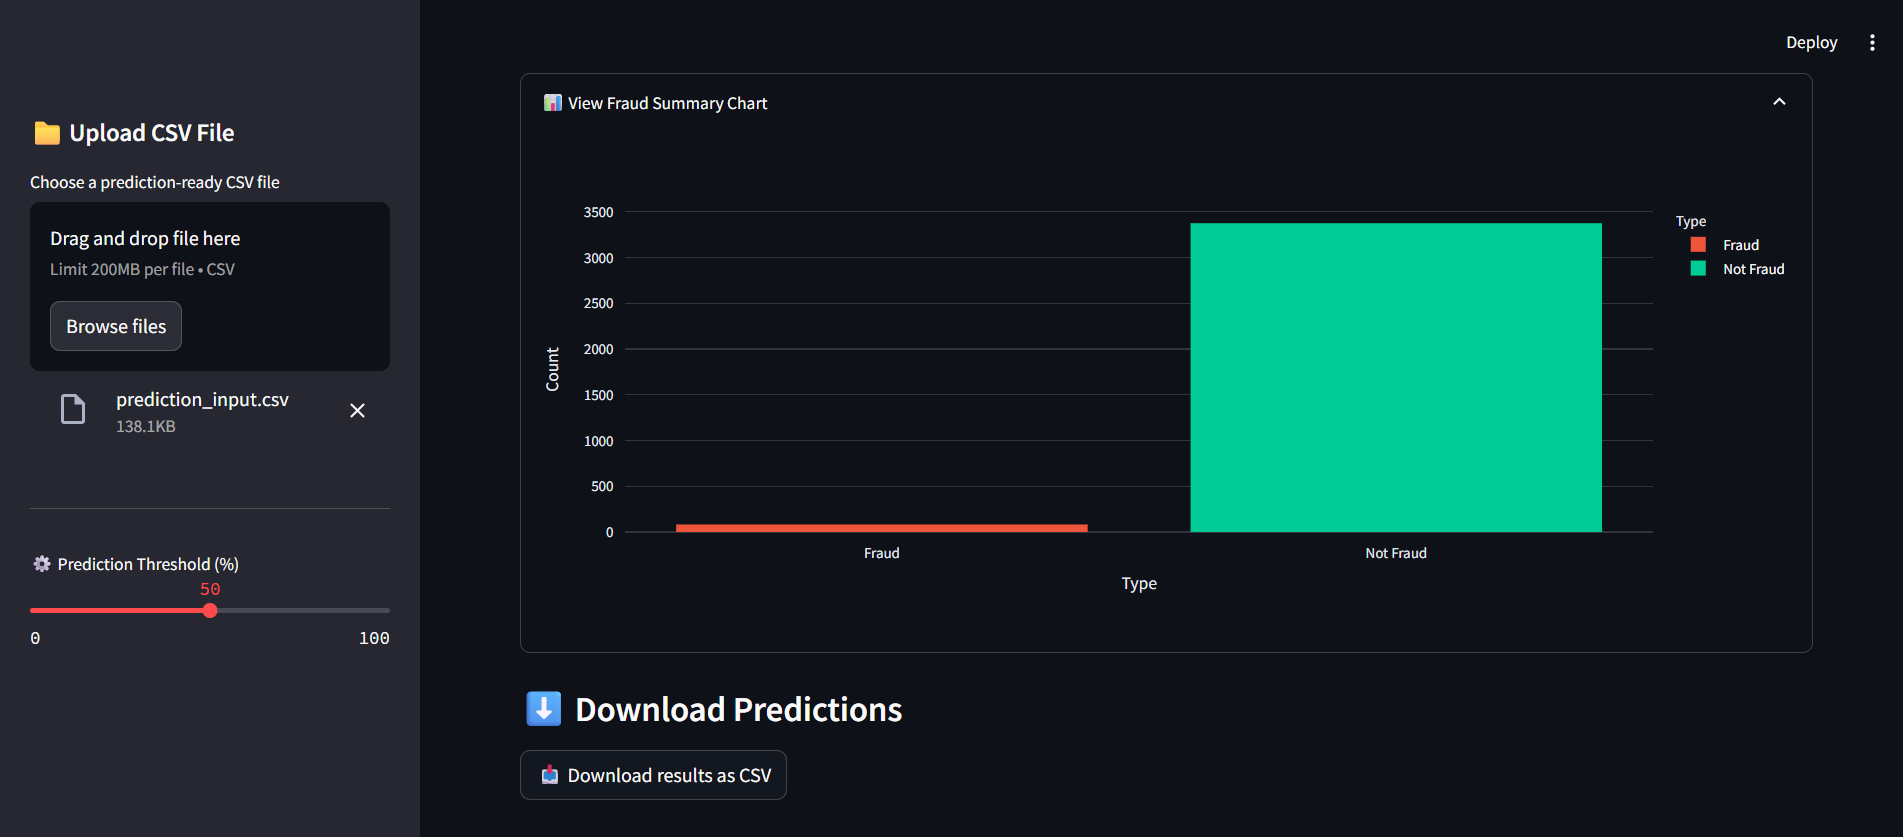 Deploy
Upload CSV File
Choose a prediction-ready CSV file
Drag and drop file here
Limit 200MB per file • CSV
Browse files
prediction_input.csv
138.1KB
Prediction Threshold (%)
50
0 100
View Fraud Summary Chart
3500
3000
2500
2000
1500
1000
500
0
Count
Fraud Not Fraud
Type
Type
Fraud
Not Fraud
Download Predictions
Download results as CSV